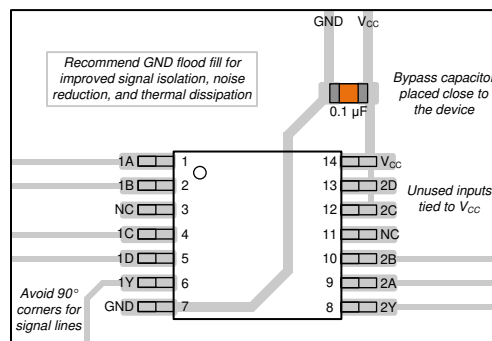 GND VCC
Recommend GND flood fill for
improved signal isolation, noise
reduction, and thermal dissipation
Bypass capacitor
placed close to
the device
0.1 µF
1A 1 14 VCC
1B 2 13 2D
NC 3 12 2C
1C 4 11 NC
1D 5 10 2B
1Y 6 9 2A
GND 7 8 2Y
Unused inputs
tied to VCC
Avoid 90°
corners for
signal lines